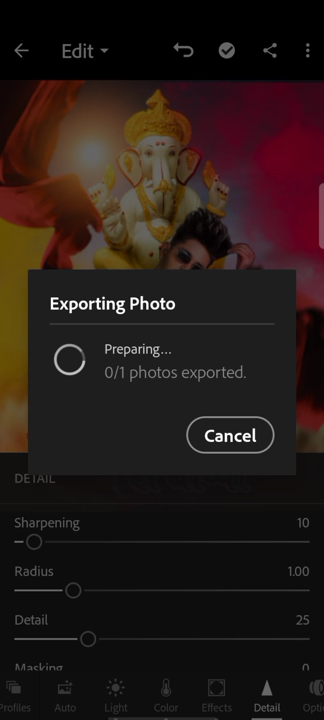 Edit
Exporting Photo
Preparing...
0/1 photos exported.
Cancel
DETAIL
Sharpening 10
Radius 1.00
Detail 25
Masking 0
Profiles Auto Light Color Effects Detail Optic